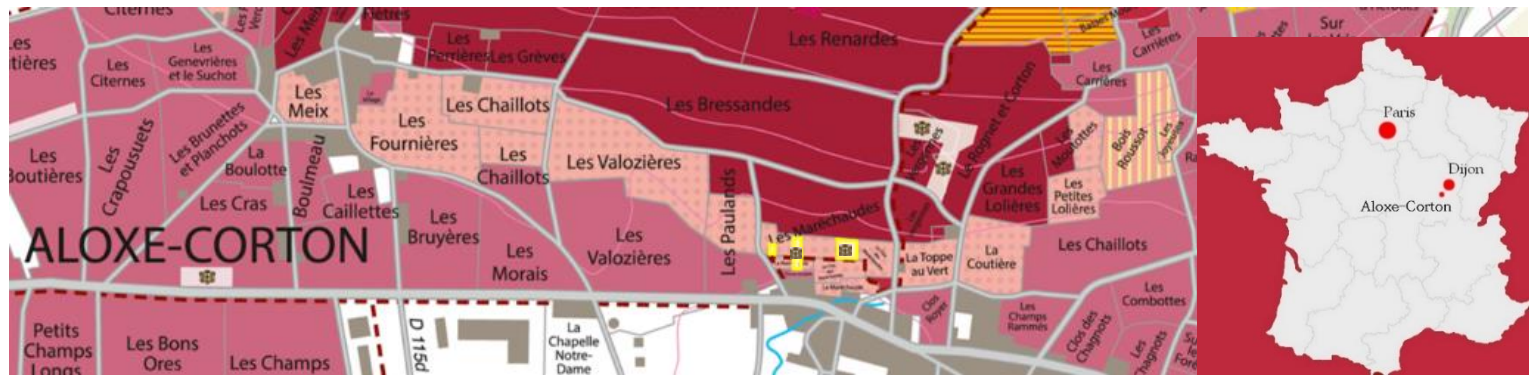 Les
Citernes
Les
Genevrières
et le Suchot
Les Brunettes
et Planchots
Les
Crapousuets
Les
Boutières
La
Boulotte
Les Cras
Boulmeau
Les
Caillettes
Les
Meix
Les
Fournières
Les
Perrières
Les Grèves
Les Chaillots
Les
Chaillots
Les Valozières
Les
Bruyères
Les
Morais
Les
Valozières
Les Paulands
Les Renardes
Les Bressandes
Les Maréchaudes
Le Rognet et Corton
Les
Carrières
Les
Carrières
Les
Moutottes
Bois
Roussot
Les
Grandes
Lolières
Les
Petites
Lolières
Les Chaillots
La Toppe
au Vert
La
Coutière
Clos
Royer
Les
Champs
Rammés
Clos des
Chagnots
Les
Chagnots
Les
Combottes
ALOXE-CORTON
Petits
Champs
Longs
Les Bons
Ores
Les Champs
D 115d
La
Chapelle
Notre-
Dame
Paris
Dijon
Aloxe-Corton